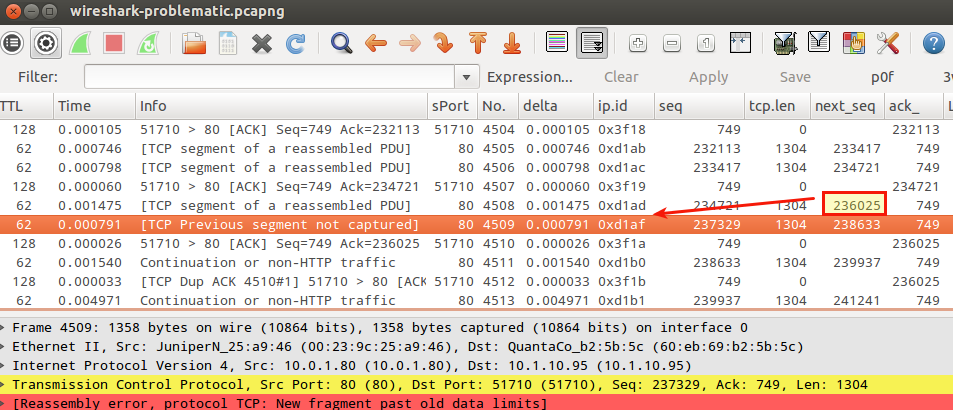 wireshark-problematic.pcapng
Filter: Expression... Clear Apply Save p0f 3w
TTL Time Info sPort No. delta ip.id seq tcp.len next_seq ack_ L
128 0.000105 51710 > 80 [ACK] Seq=749 Ack=232113 51710 4504 0.000105 0x3f18 749 0 232113
62 0.000746 [TCP segment of a reassembled PDU] 80 4505 0.000746 0xd1ab 232113 1304 233417 749
62 0.000798 [TCP segment of a reassembled PDU] 80 4506 0.000798 0xd1ac 233417 1304 234721 749
128 0.000060 51710 > 80 [ACK] Seq=749 Ack=234721 51710 4507 0.000060 0x3f19 749 0 234721
62 0.001475 [TCP segment of a reassembled PDU] 80 4508 0.001475 0xd1ad 234721 1304 236025 749
62 0.000791 [TCP Previous segment not captured] 80 4509 0.000791 0xd1af 237329 1304 238633 749
128 0.000026 51710 > 80 [ACK] Seq=749 Ack=236025 51710 4510 0.000026 0x3f1a 749 0 236025
62 0.001540 Continuation or non-HTTP traffic 80 4511 0.001540 0xd1b0 238633 1304 239937 749
128 0.000033 [TCP Dup ACK 4510#1] 51710 > 80 [ACK 51710 4512 0.000033 0x3f1b 749 0 236025
62 0.004971 Continuation or non-HTTP traffic 80 4513 0.004971 0xd1b1 239937 1304 241241 749
Frame 4509: 1358 bytes on wire (10864 bits), 1358 bytes captured (10864 bits) on interface 0
Ethernet II, Src: JuniperN_25:a9:46 (00:23:9c:25:a9:46), Dst: QuantaCo_b2:5b:5c (60:eb:69:b2:5b:5c)
Internet Protocol Version 4, Src: 10.0.1.80 (10.0.1.80), Dst: 10.1.10.95 (10.1.10.95)
Transmission Control Protocol, Src Port: 80 (80), Dst Port: 51710 (51710), Seq: 237329, Ack: 749, Len: 1304
[Reassembly error, protocol TCP: New fragment past old data limits]